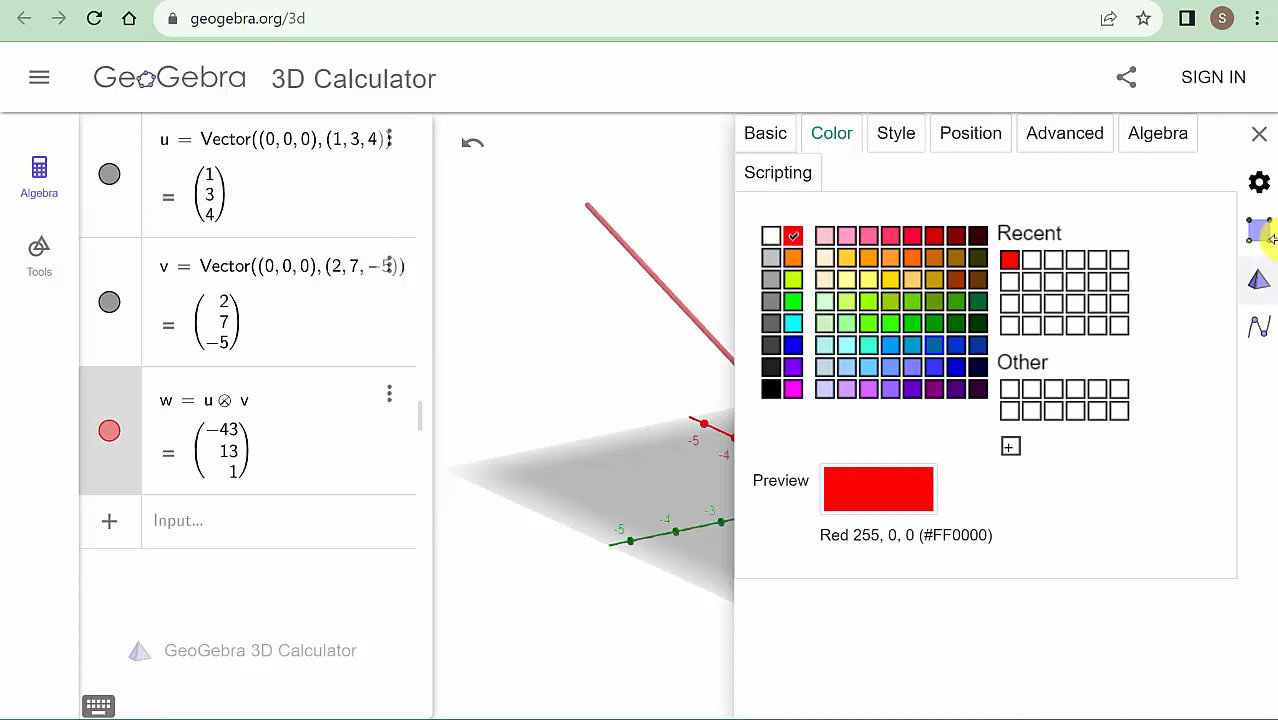 geogebra.org/3d
S
GeoGebra 3D Calculator
SIGN IN
Algebra
Tools
u = Vector((0,0,0),(1,3,4)
= (1
3
4)
v = Vector((0,0,0),(2,7,−5))
= (2
7
−5)
w = u ⊗ v
= (−43
13
1)
+ Input...
GeoGebra 3D Calculator
-5
-4
-5
-4
-3
Basic Color Style Position Advanced Algebra
Scripting
Recent
Other
+
Preview
Red 255, 0, 0 (#FF0000)